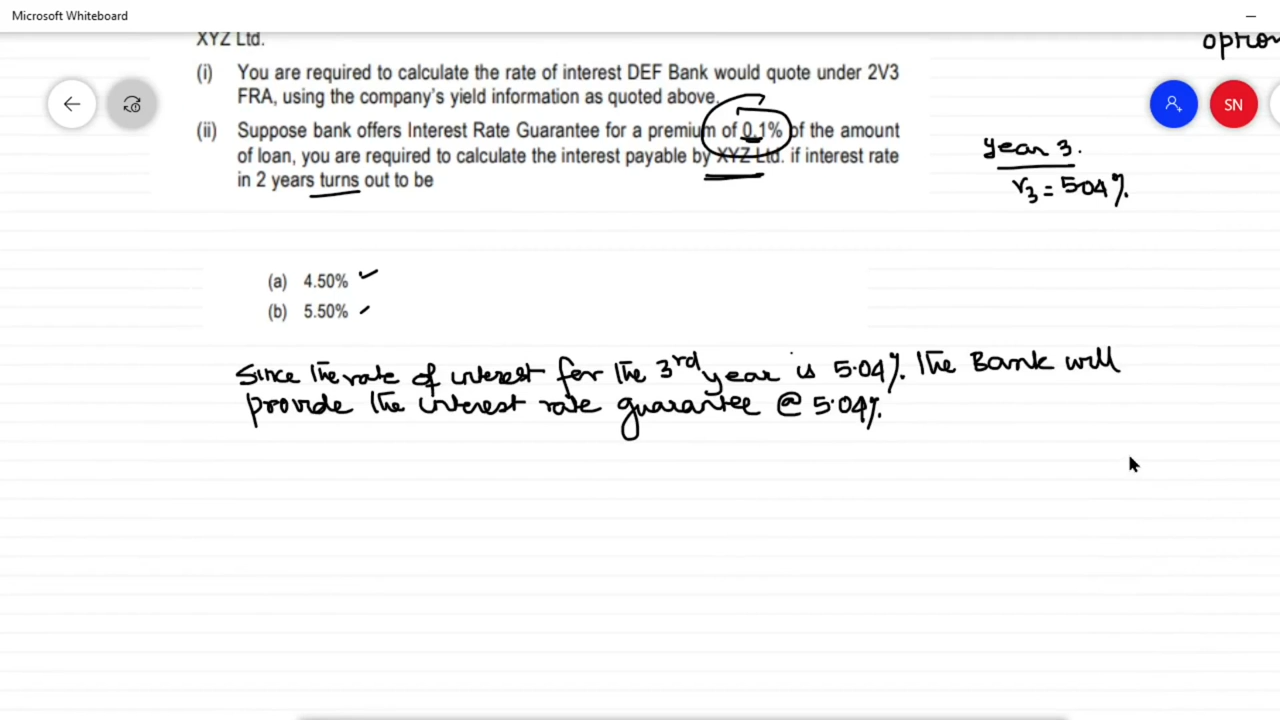 Microsoft Whiteboard
XYZ Ltd.
option
(i) You are required to calculate the rate of interest DEF Bank would quote under 2V3
FRA, using the company's yield information as quoted above.
SN
(ii) Suppose bank offers Interest Rate Guarantee for a premium of 0.1% of the amount
of loan, you are required to calculate the interest payable by XYZ Ltd. if interest rate
in 2 years turns out to be
year 3.
r3 = 5.04%.
(a) 4.50%
(b) 5.50%
Since the rate of interest for the 3rd year is 5.04%. The Bank will
provide the interest rate guarantee @ 5.04%.